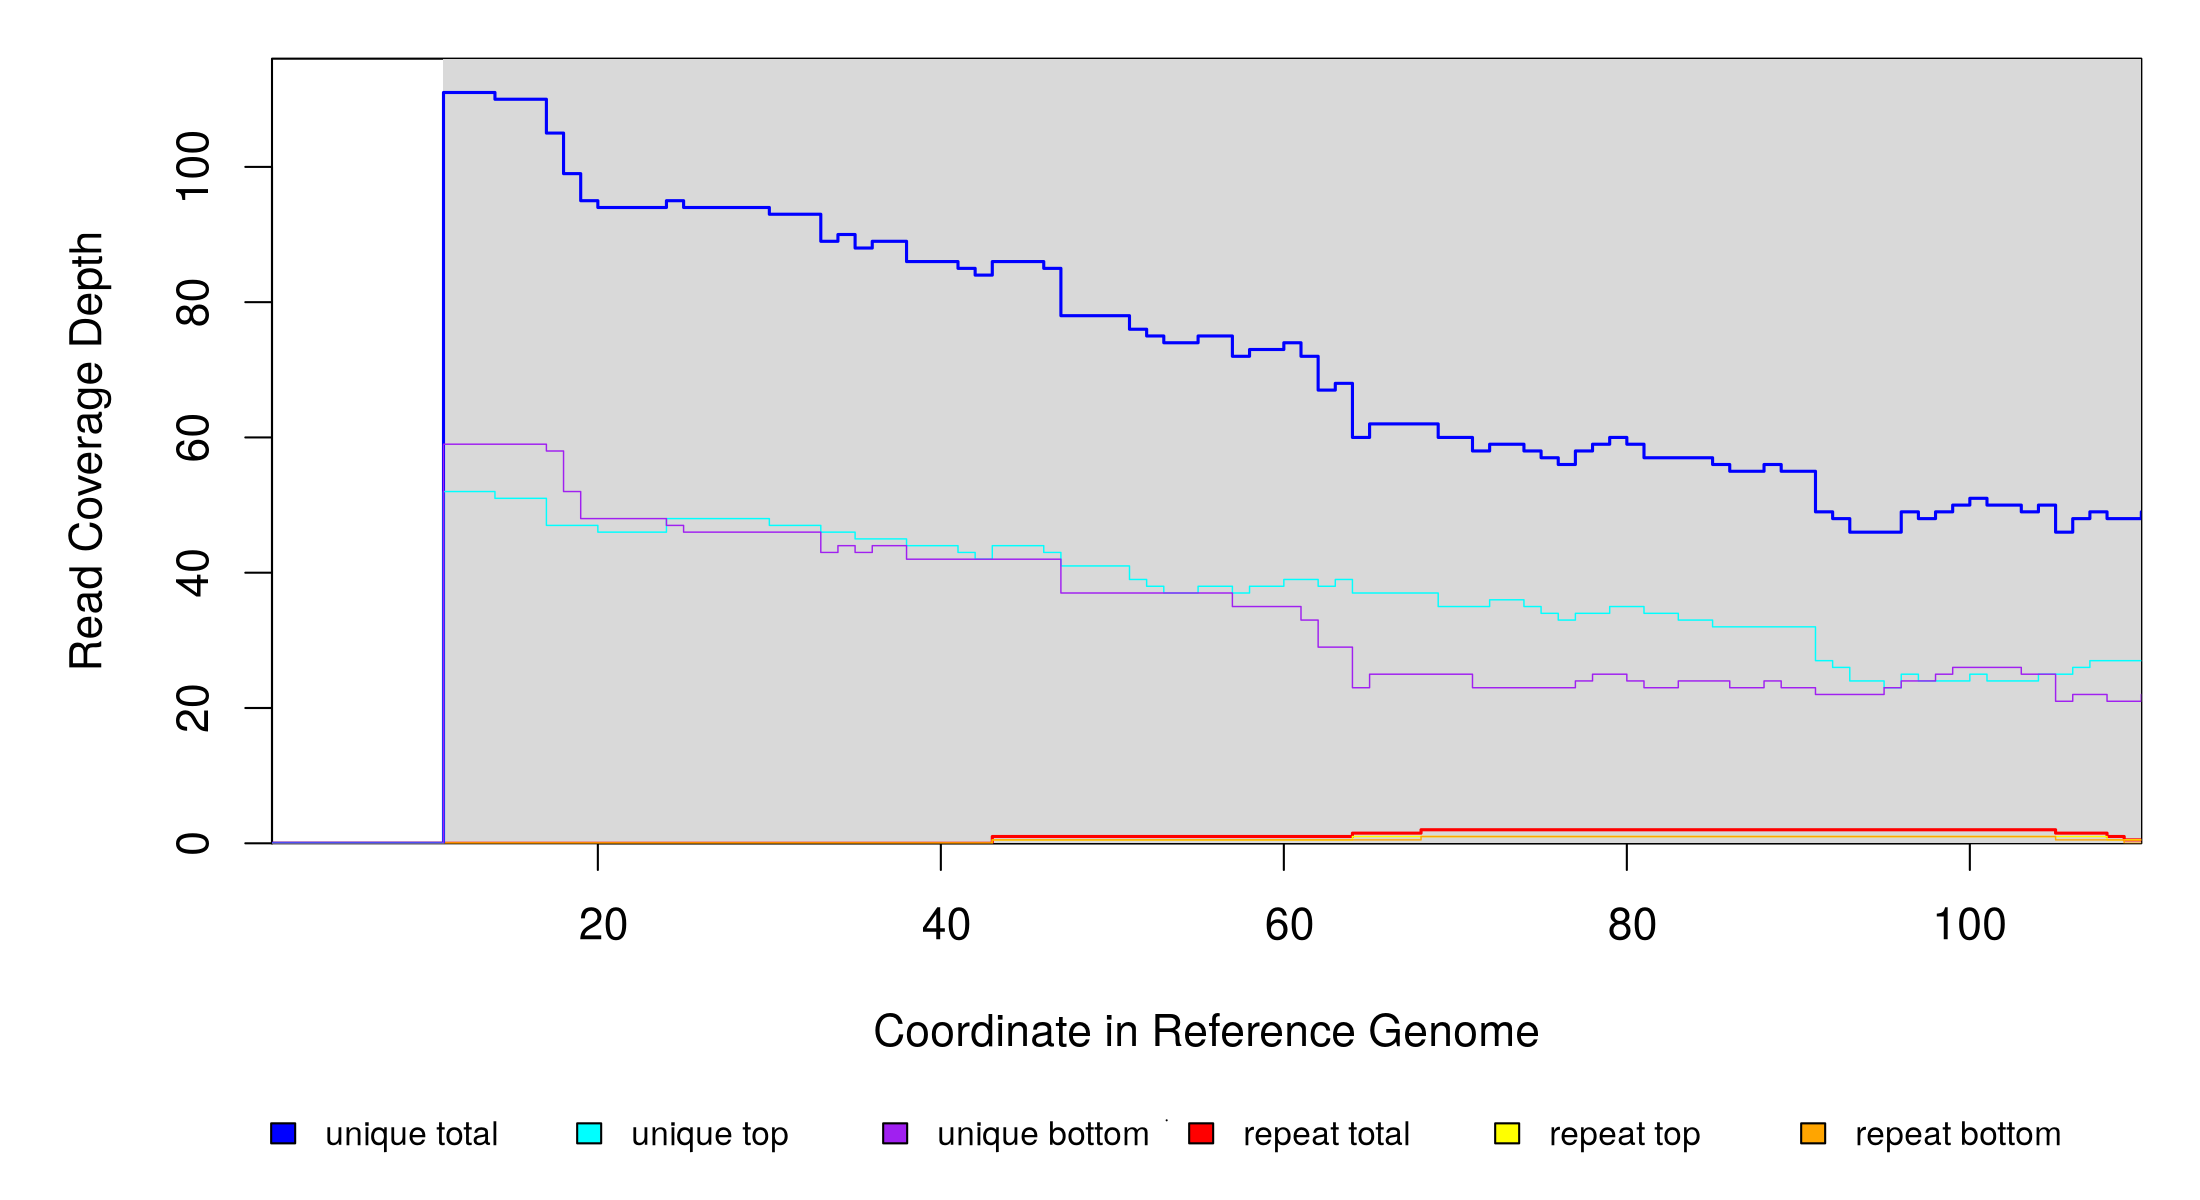 Read Coverage Depth
100
80
60
40
20
0
20 40 60 80 100
Coordinate in Reference Genome
unique total unique top unique bottom repeat total repeat top repeat bottom